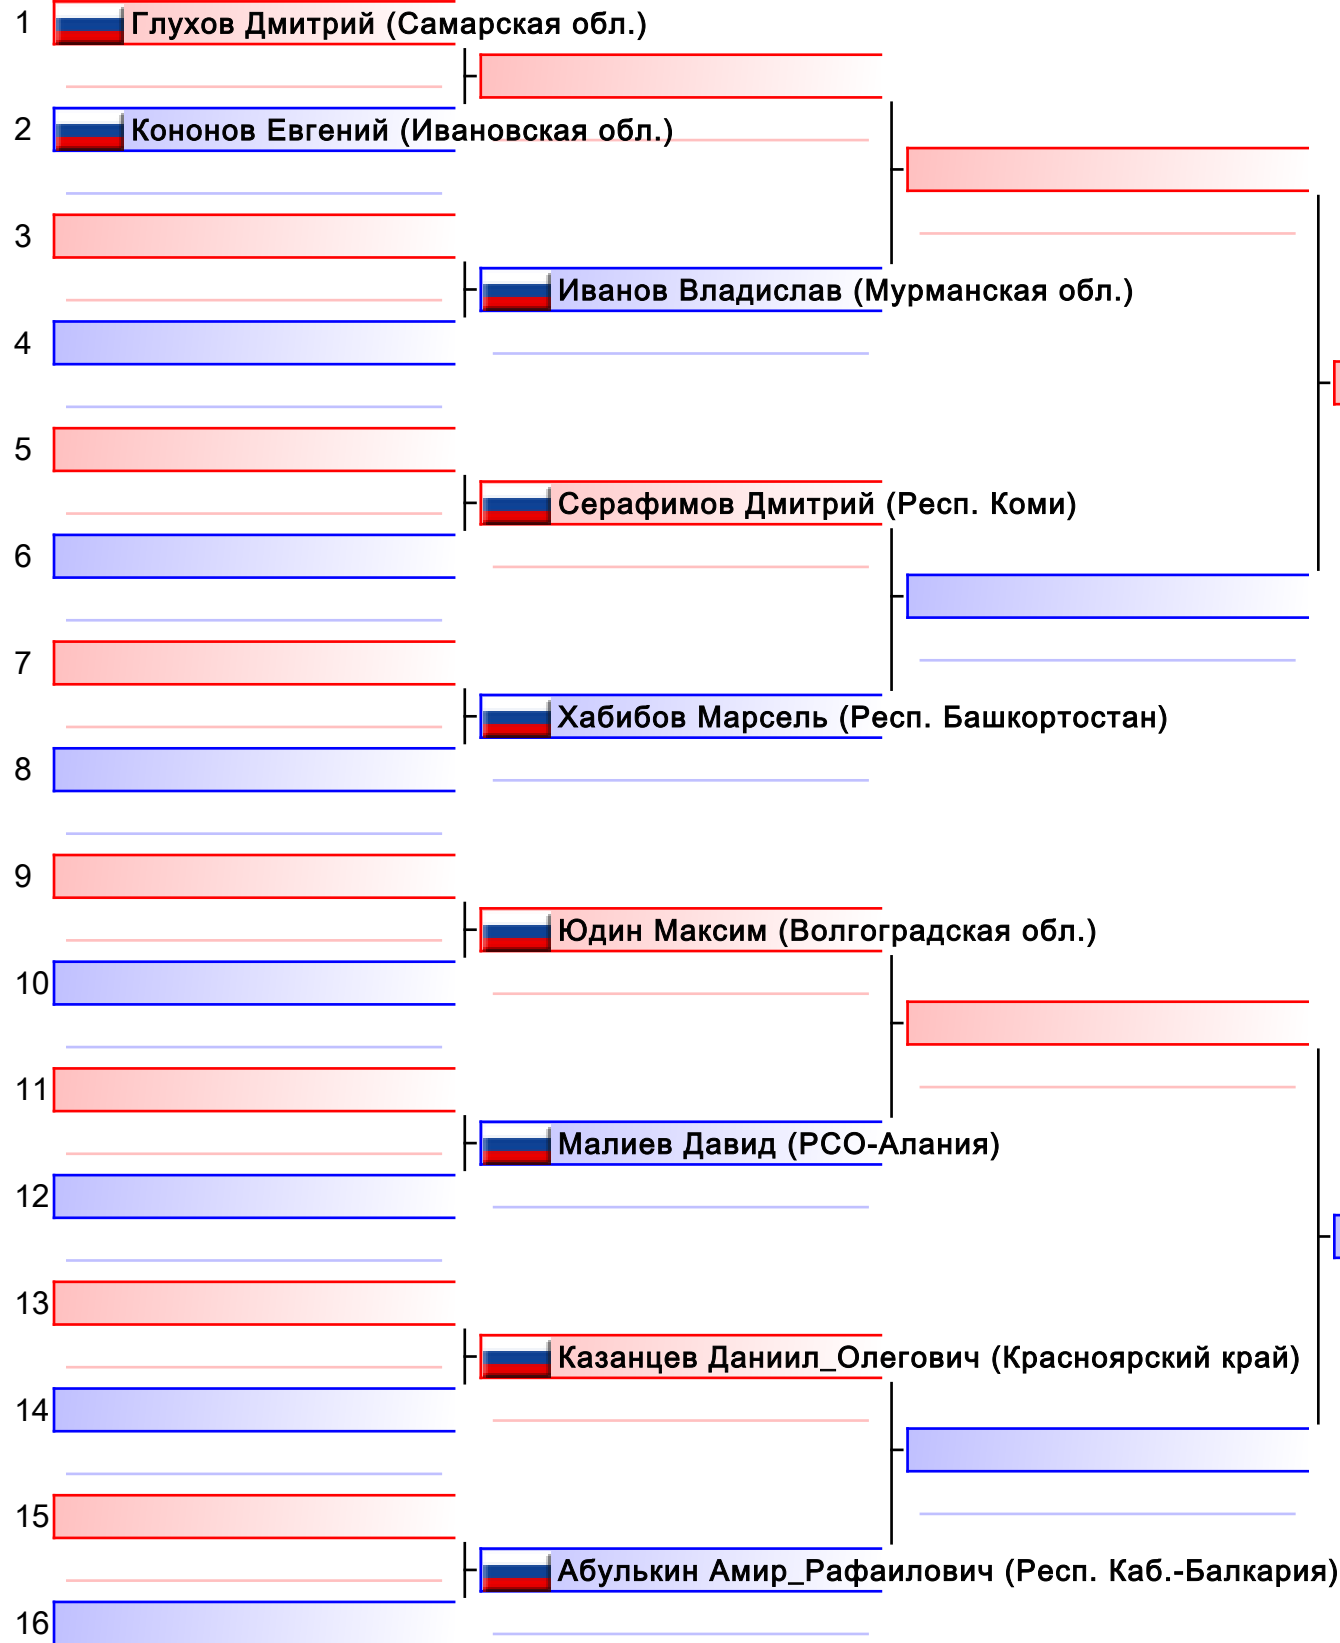 1 Глухов Дмитрий (Самарская обл.)
2 Кононов Евгений (Ивановская обл.)
3
Иванов Владислав (Мурманская обл.)
4
5
Серафимов Дмитрий (Респ. Коми)
6
7
Хабибов Марсель (Респ. Башкортостан)
8
9
Юдин Максим (Волгоградская обл.)
10
11
Малиев Давид (РСО-Алания)
12
13
Казанцев Даниил_Олегович (Красноярский край)
14
15
Абулькин Амир_Рафаилович (Респ. Каб.-Балкария)
16